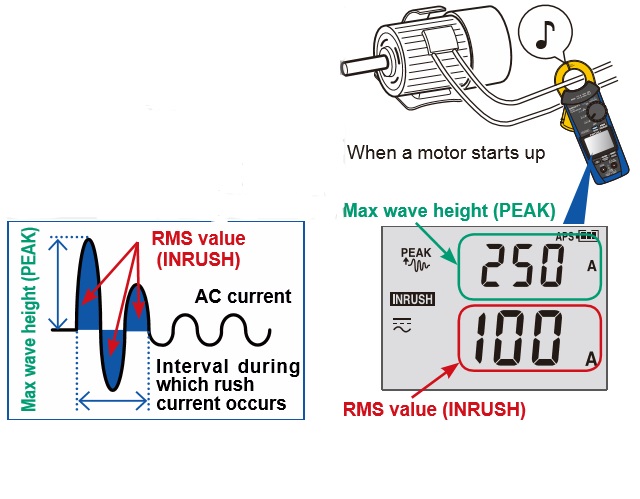 When a motor starts up
Max wave height (PEAK)
APS
PEAK
250 A
INRUSH
100 A
RMS value (INRUSH)
Max wave height (PEAK)
RMS value
(INRUSH)
AC current
Interval during
which rush
current occurs